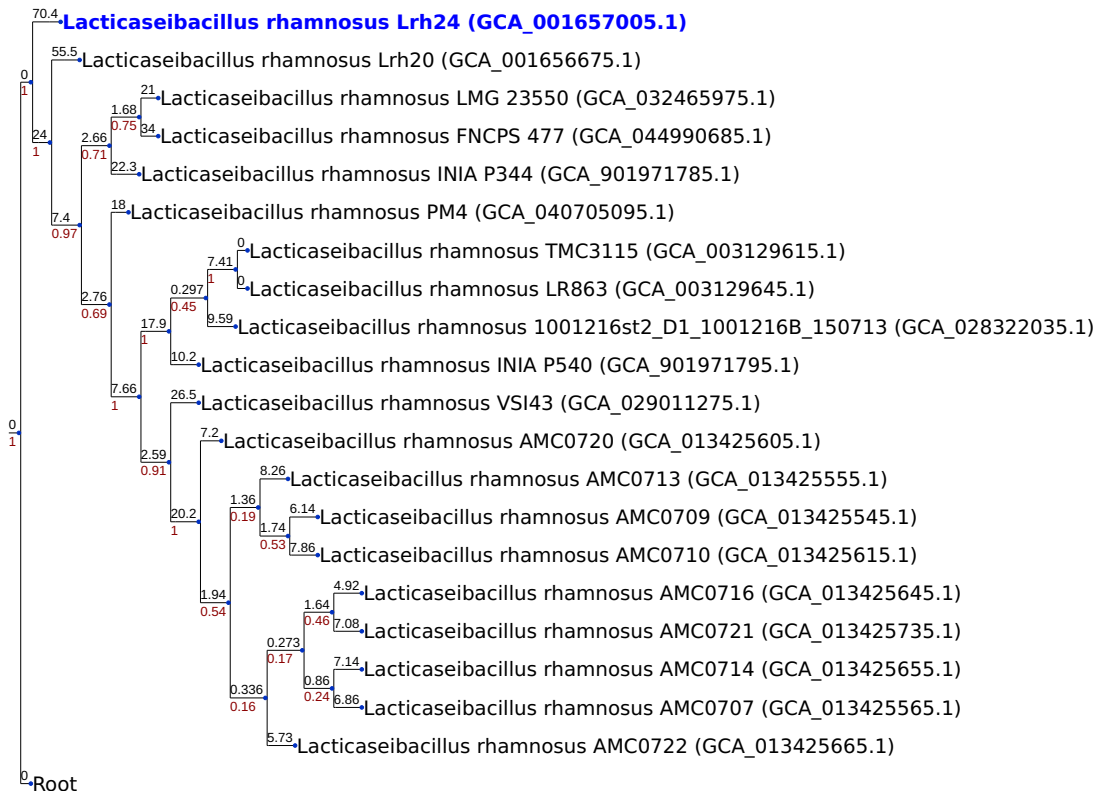 70.4
Lacticaseibacillus rhamnosus Lrh24 (GCA_001657005.1)
55.5
Lacticaseibacillus rhamnosus Lrh20 (GCA_001656675.1)
0
1
21
Lacticaseibacillus rhamnosus LMG 23550 (GCA_032465975.1)
1.68
0.75
34
Lacticaseibacillus rhamnosus FNCPS 477 (GCA_044990685.1)
24
1
2.66
0.71
22.3
Lacticaseibacillus rhamnosus INIA P344 (GCA_901971785.1)
18
Lacticaseibacillus rhamnosus PM4 (GCA_040705095.1)
7.4
0.97
0
Lacticaseibacillus rhamnosus TMC3115 (GCA_003129615.1)
7.41
1
0
Lacticaseibacillus rhamnosus LR863 (GCA_003129645.1)
2.76
0.69
0.297
0.45
9.59
Lacticaseibacillus rhamnosus 1001216st2_D1_1001216B_150713 (GCA_028322035.1)
17.9
1
10.2
Lacticaseibacillus rhamnosus INIA P540 (GCA_901971795.1)
7.66
1
26.5
Lacticaseibacillus rhamnosus VSI43 (GCA_029011275.1)
0
1
7.2
Lacticaseibacillus rhamnosus AMC0720 (GCA_013425605.1)
2.59
0.91
8.26
Lacticaseibacillus rhamnosus AMC0713 (GCA_013425555.1)
1.36
0.19
6.14
Lacticaseibacillus rhamnosus AMC0709 (GCA_013425545.1)
20.2
1
1.74
0.53
7.86
Lacticaseibacillus rhamnosus AMC0710 (GCA_013425615.1)
4.92
Lacticaseibacillus rhamnosus AMC0716 (GCA_013425645.1)
1.94
0.54
1.64
0.46
7.08
Lacticaseibacillus rhamnosus AMC0721 (GCA_013425735.1)
0.273
0.17
7.14
Lacticaseibacillus rhamnosus AMC0714 (GCA_013425655.1)
0.86
0.24
6.86
Lacticaseibacillus rhamnosus AMC0707 (GCA_013425565.1)
0.336
0.16
5.73
Lacticaseibacillus rhamnosus AMC0722 (GCA_013425665.1)
0
Root